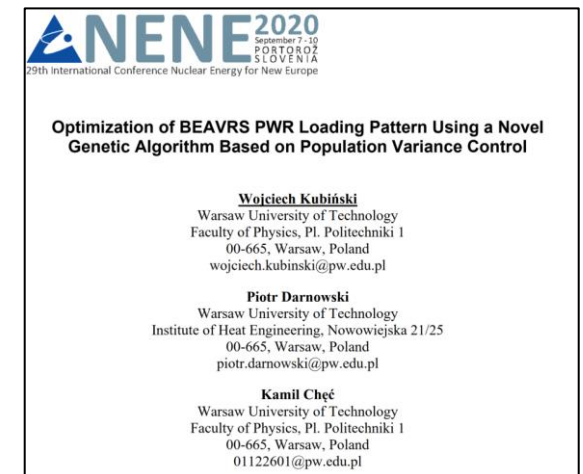 NENE2020
September 7 - 10
PORTOROŽ
SLOVENIA
29th International Conference Nuclear Energy for New Europe
Optimization of BEAVRS PWR Loading Pattern Using a Novel
Genetic Algorithm Based on Population Variance Control
Wojciech Kubiński
Warsaw University of Technology
Faculty of Physics, Pl. Politechniki 1
00-665, Warsaw, Poland
wojciech.kubinski@pw.edu.pl
Piotr Darnowski
Warsaw University of Technology
Institute of Heat Engineering, Nowowiejska 21/25
00-665, Warsaw, Poland
piotr.darnowski@pw.edu.pl
Kamil Chęć
Warsaw University of Technology
Faculty of Physics, Pl. Politechniki 1
00-665, Warsaw, Poland
01122601@pw.edu.pl